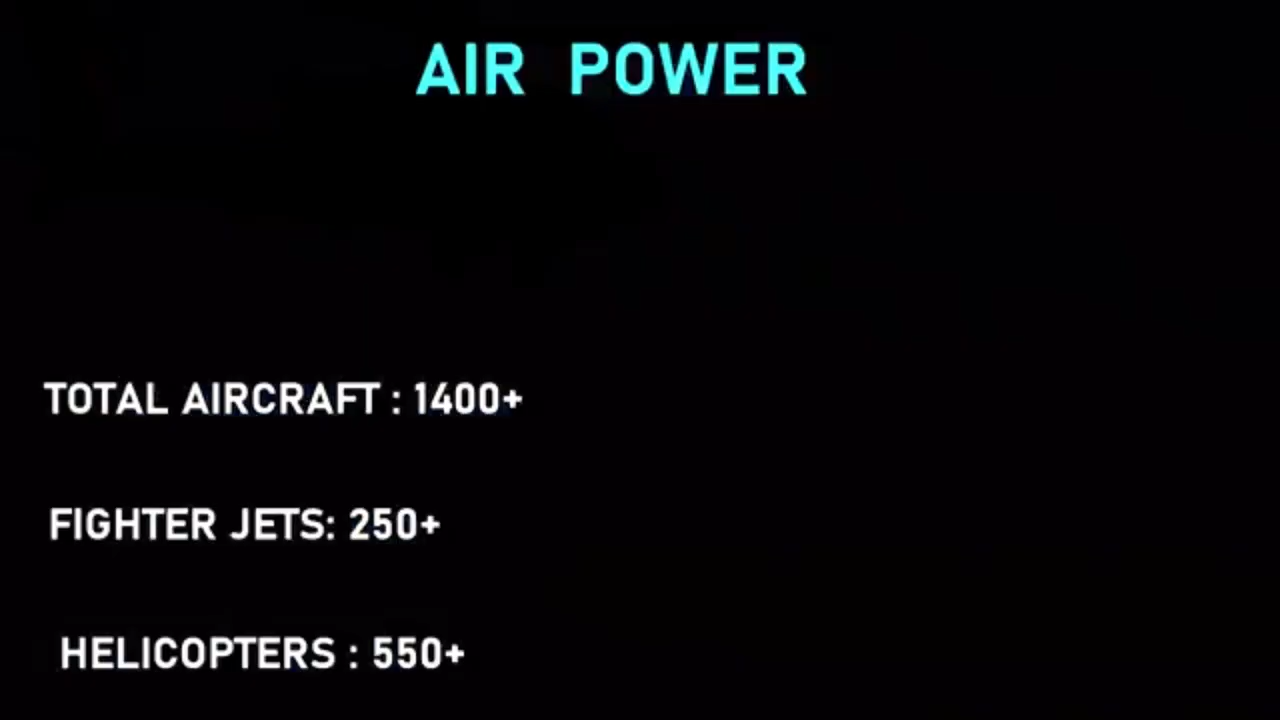 AIR POWER
TOTAL AIRCRAFT : 1400+
FIGHTER JETS: 250+
HELICOPTERS : 550+